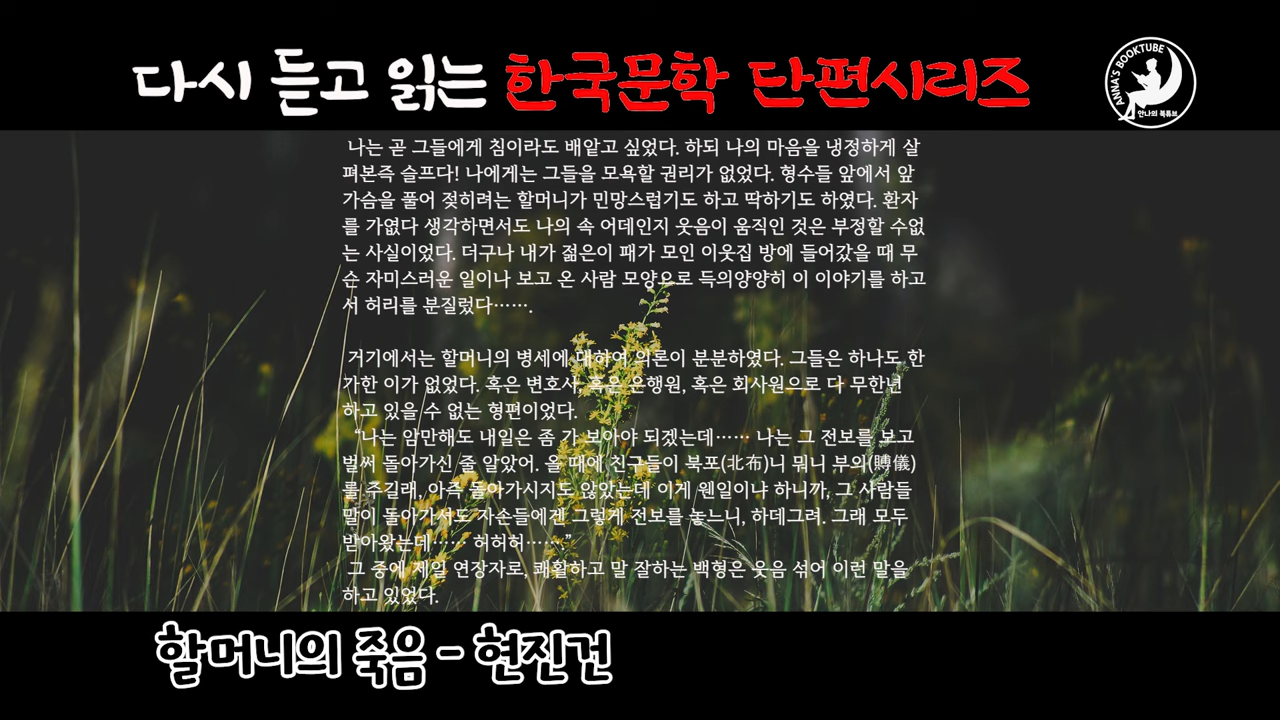 다시 듣고 읽는 한국문학 단편시리즈
ANNA'S BOOKTUBE
안나의 북튜브
나는 곧 그들에게 침이라도 배앝고 싶었다. 하되 나의 마음을 냉정하게 살
펴본즉 슬프다! 나에게는 그들을 모욕할 권리가 없었다. 형수들 앞에서 앞
가슴을 풀어 젖히려는 할머니가 민망스럽기도 하고 딱하기도 하였다. 환자
를 가엾다 생각하면서도 나의 속 어데인지 웃음이 움직인 것은 부정할 수없
는 사실이었다. 더구나 내가 젊은이 패가 모인 이웃집 방에 들어갔을 때 무
슨 자미스러운 일이나 보고 온 사람 모양으로 득의양양히 이 이야기를 하고
서 허리를 분질렀다…….
거기에서는 할머니의 병세에 대하여 의론이 분분하였다. 그들은 하나도 한
가한 이가 없었다. 혹은 변호사, 혹은 은행원, 혹은 회사원으로 다 무한년
하고 있을 수 없는 형편이었다.
“나는 암만해도 내일은 좀 가 보아야 되겠는데…… 나는 그 전보를 보고
벌써 돌아가신 줄 알았어. 올 때에 친구들이 북포(北布)니 뭐니 부의(賻儀)
를 주길래, 아즉 돌아가시지도 않았는데 이게 웬일이냐 하니까, 그 사람들
말이 돌아가셔도 자손들에겐 그렇게 전보를 놓느니, 하데그려. 그래 모두
받아왔는데…… 허허허…….”
그 중에 제일 연장자로, 쾌활하고 말 잘하는 백형은 웃음 섞어 이런 말을
하고 있었다.
할머니의 죽음 - 현진건